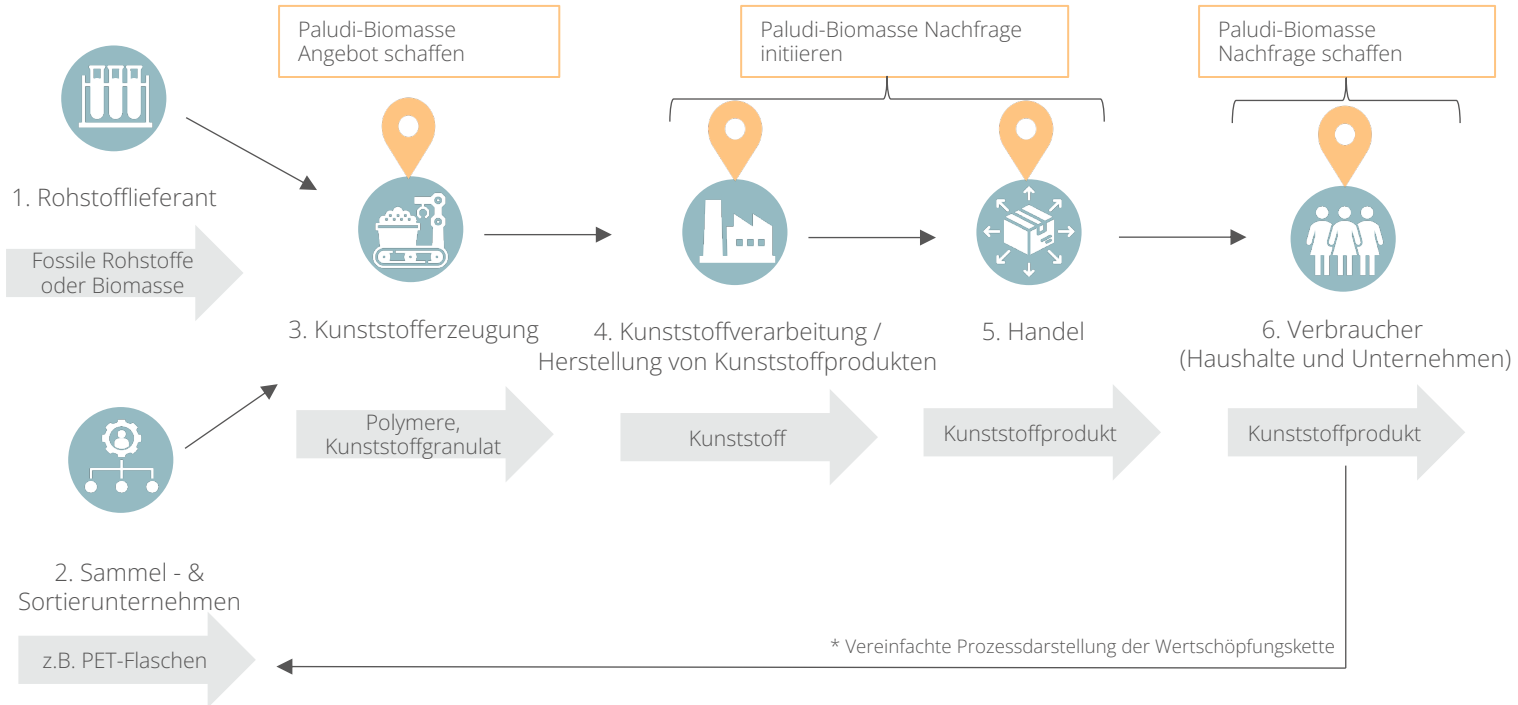 Paludi-Biomasse
Angebot schaffen
Paludi-Biomasse Nachfrage
initiieren
Paludi-Biomasse
Nachfrage schaffen
1. Rohstofflieferant
Fossile Rohstoffe
oder Biomasse
3. Kunststofferzeugung
4. Kunststoffverarbeitung /
Herstellung von Kunststoffprodukten
5. Handel
6. Verbraucher
(Haushalte und Unternehmen)
Polymere,
Kunststoffgranulat
Kunststoff
Kunststoffprodukt
Kunststoffprodukt
2. Sammel - &
Sortierunternehmen
z.B. PET-Flaschen
* Vereinfachte Prozessdarstellung der Wertschöpfungskette